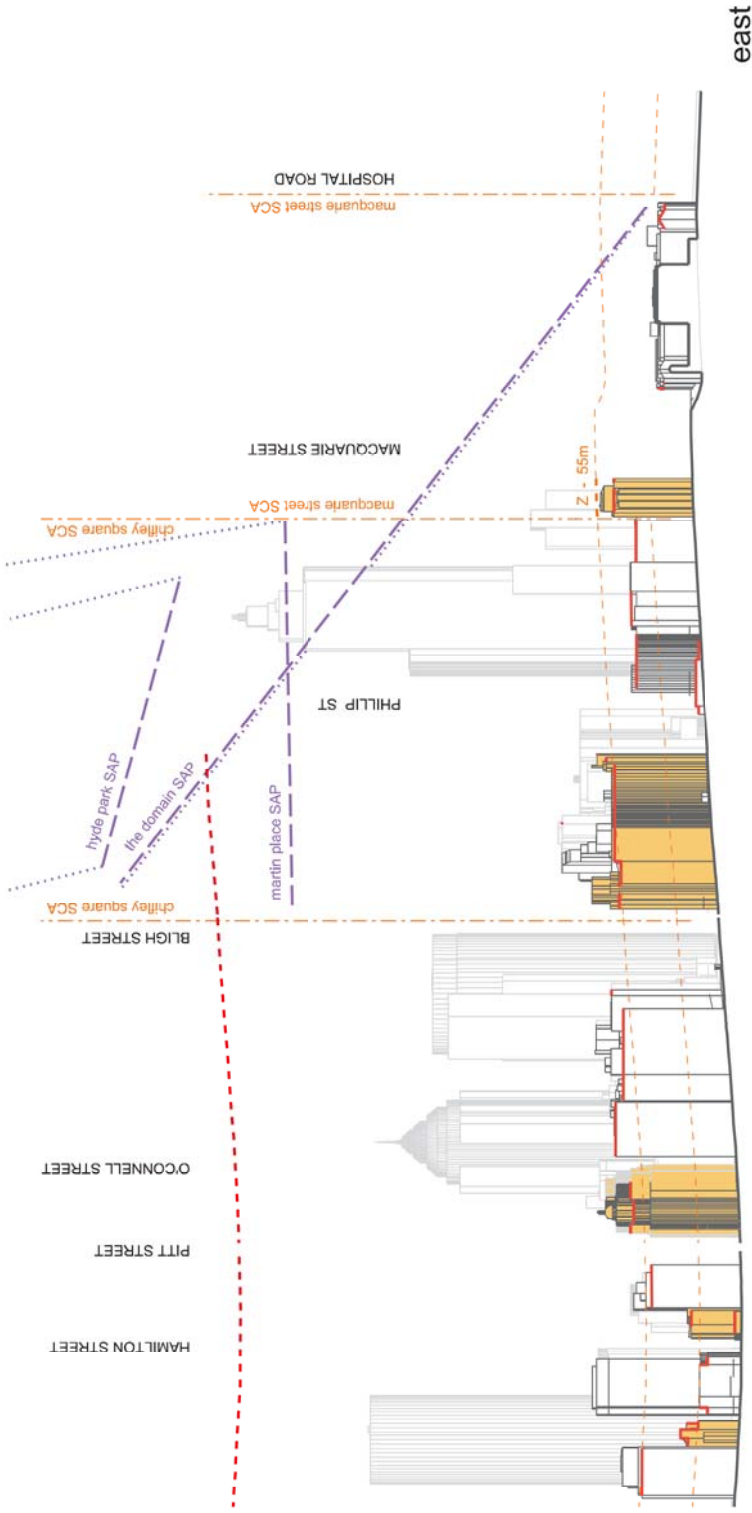 east
HOSPITAL ROAD
macquarie street SCA
MACQUARIE STREET
Z - 55m
macquarie street SCA
chifley square SCA
PHILLIP ST
hyde park SAP
the domain SAP
martin place SAP
chifley square SCA
BLIGH STREET
O'CONNELL STREET
PITT STREET
HAMILTON STREET